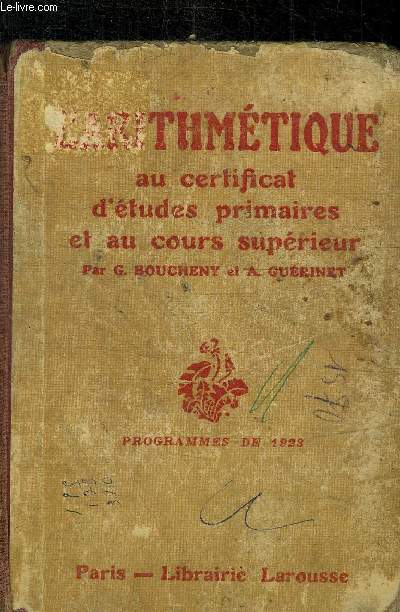 Le-livre.com
L'ARITHMÉTIQUE
au certificat
d'études primaires
et au cours supérieur
Par G. BOUCHENY et A. GUÉRINET
1570
PROGRAMMES DE 1923
Paris — Librairie Larousse